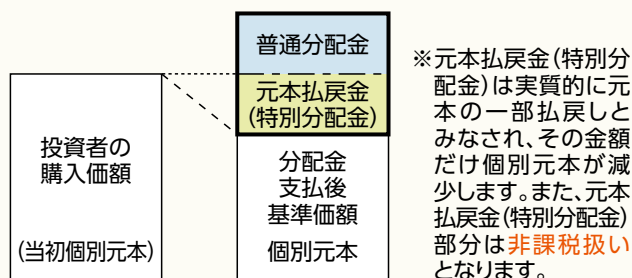 普通分配金
元本払戻金
(特別分配金)
投資者の
購入価額
(当初個別元本)
分配金
支払後
基準価額
個別元本
※元本払戻金(特別分
配金)は実質的に元
本の一部払戻しと
みなされ、その金額
だけ個別元本が減
少します。また、元本
払戻金(特別分配金)
部分は非課税扱い
となります。